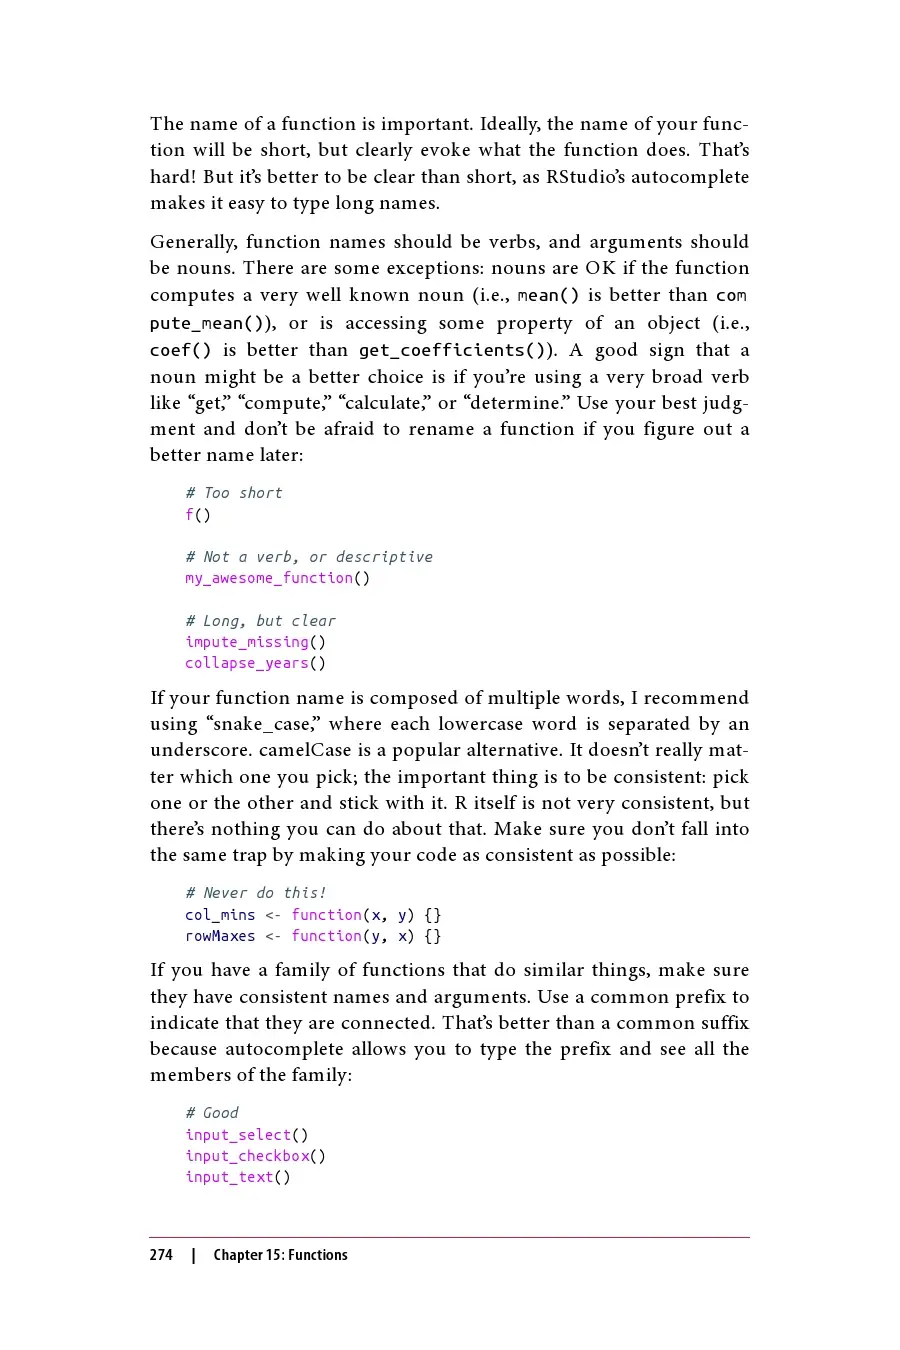 The name of a function is important. Ideally, the name of your func-
tion will be short, but clearly evoke what the function does. That’s
hard! But it’s better to be clear than short, as RStudio’s autocomplete
makes it easy to type long names.
Generally, function names should be verbs, and arguments should
be nouns. There are some exceptions: nouns are OK if the function
computes a very well known noun (i.e., mean() is better than com
pute_mean()), or is accessing some property of an object (i.e.,
coef() is better than get_coefficients()). A good sign that a
noun might be a better choice is if you’re using a very broad verb
like “get,” “compute,” “calculate,” or “determine.” Use your best judg-
ment and don’t be afraid to rename a function if you figure out a
better name later:
# Too short
f()
# Not a verb, or descriptive
my_awesome_function()
# Long, but clear
impute_missing()
collapse_years()
If your function name is composed of multiple words, I recommend
using “snake_case,” where each lowercase word is separated by an
underscore. camelCase is a popular alternative. It doesn’t really mat-
ter which one you pick; the important thing is to be consistent: pick
one or the other and stick with it. R itself is not very consistent, but
there’s nothing you can do about that. Make sure you don’t fall into
the same trap by making your code as consistent as possible:
# Never do this!
col_mins <- function(x, y) {}
rowMaxes <- function(y, x) {}
If you have a family of functions that do similar things, make sure
they have consistent names and arguments. Use a common prefix to
indicate that they are connected. That’s better than a common suffix
because autocomplete allows you to type the prefix and see all the
members of the family:
# Good
input_select()
input_checkbox()
input_text()
274 | Chapter 15: Functions